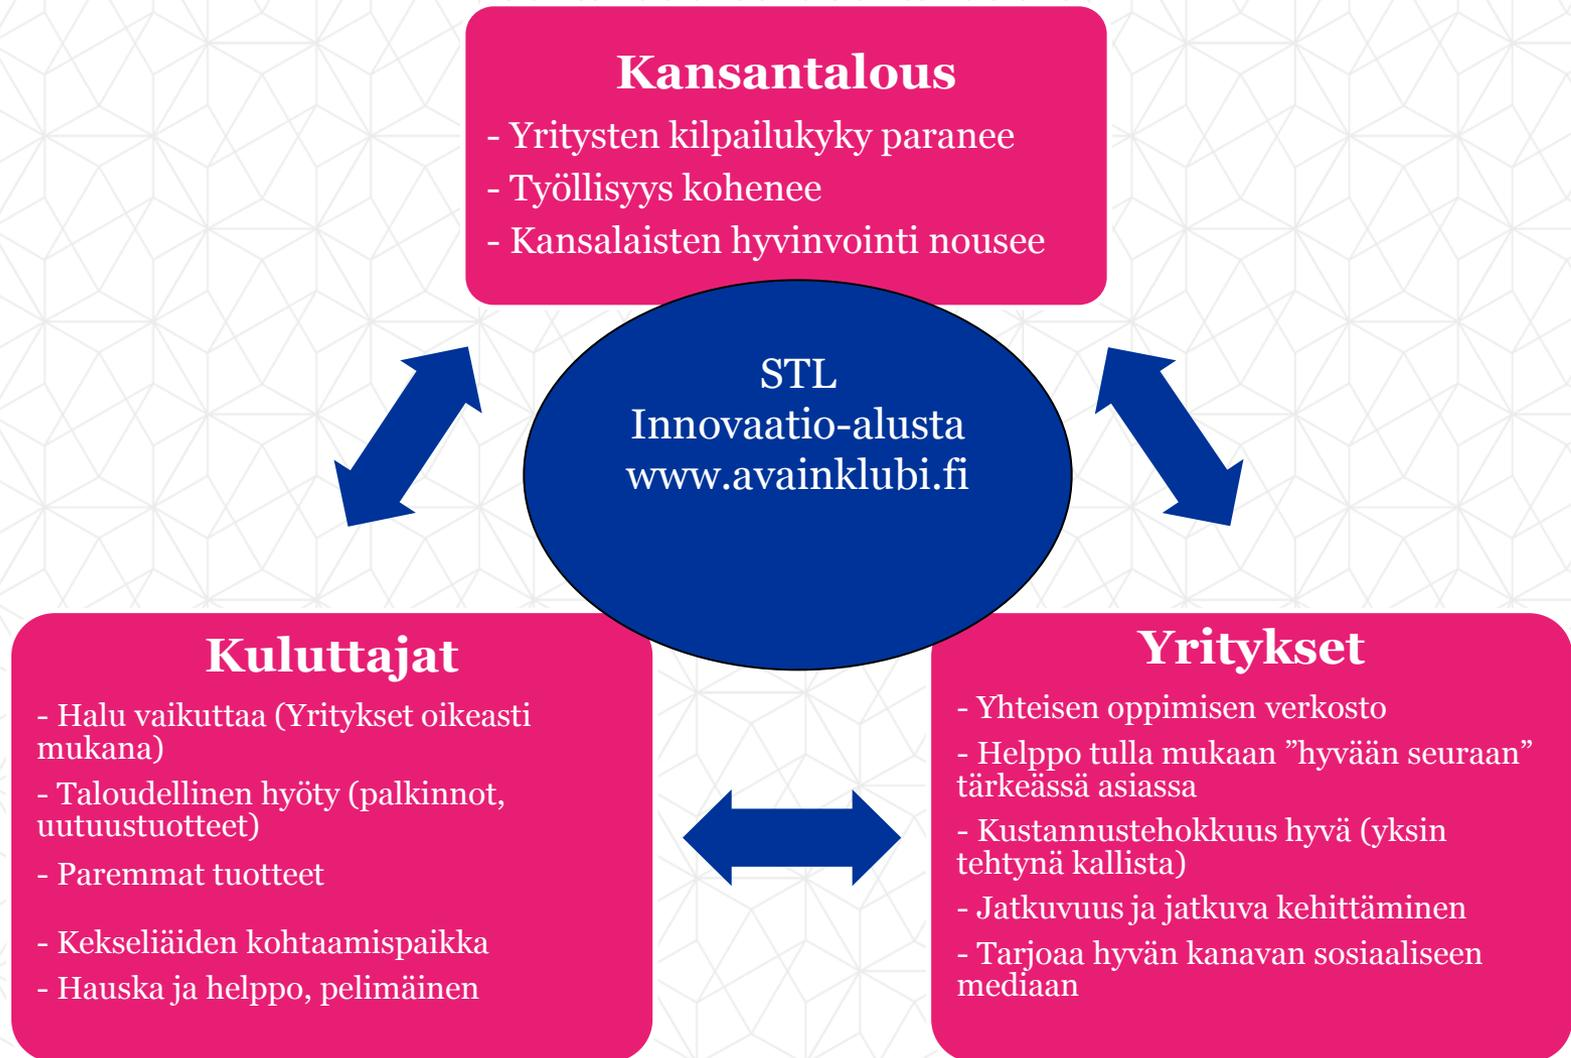 Kansantalous
- Yritysten kilpailukyky paranee
- Työllisyys kohenee
- Kansalaisten hyvinvointi nousee
STL
Innovaatio-alusta
www.avainklubi.fi
Kuluttajat
- Halu vaikuttaa (Yritykset oikeasti
mukana)
- Taloudellinen hyöty (palkinnot,
uutuustuotteet)
- Paremmat tuotteet
- Kekseliäiden kohtaamispaikka
- Hauska ja helppo, pelimäinen
Yritykset
- Yhteisen oppimisen verkosto
- Helppo tulla mukaan ”hyvään seuraan”
tärkeässä asiassa
- Kustannustehokkuus hyvä (yksin
tehtynä kallista)
- Jatkuvuus ja jatkuva kehittäminen
- Tarjoaa hyvän kanavan sosiaaliseen
mediaan